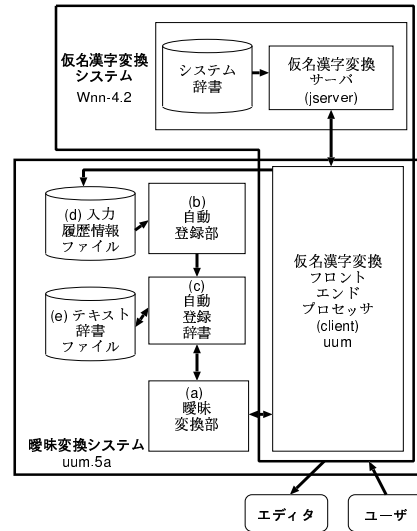 仮名漢字変換
システム
Wnn-4.2
システム
辞書
仮名漢字変換
サーバ
(jserver)
(d) 入力
履歴情報
ファイル
(b)
自動
登録部
(e) テキスト
辞書
ファイル
(c)
自動
登録
辞書
(a)
曖昧
変換部
仮名漢字変換
フロント
エンド
プロセッサ
(client)
uum
曖昧変換システム
uum.5a
エディタ
ユーザ